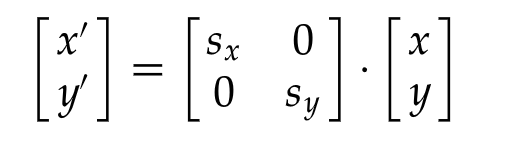 [x′] = [s_x 0] · [x]
[y′]   [0 s_y]   [y]